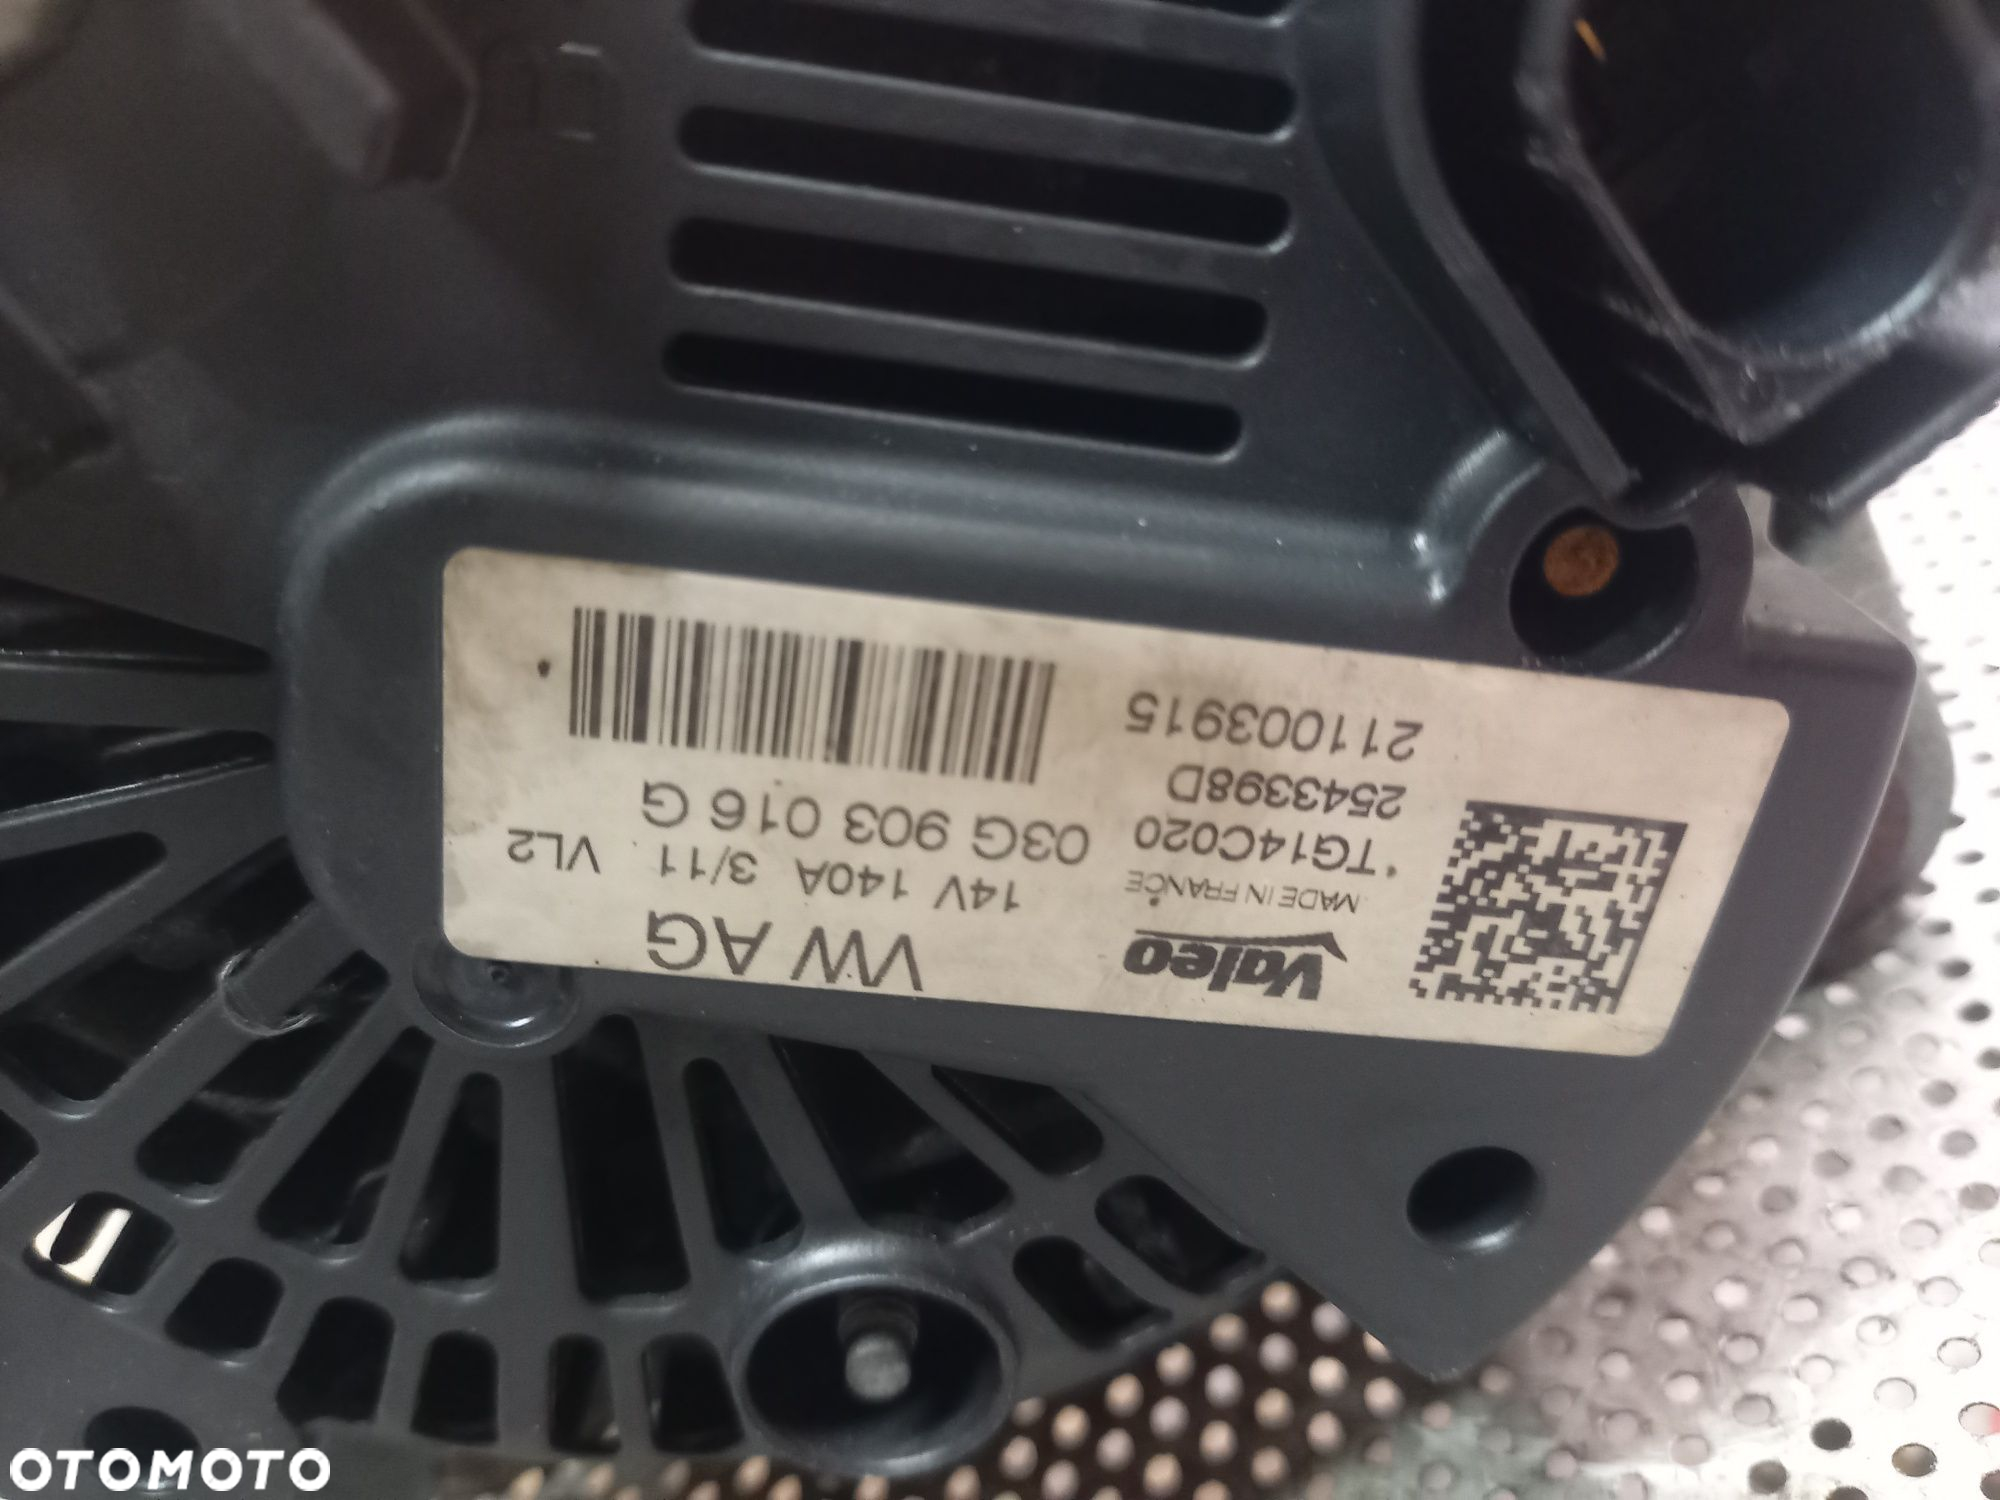 Valeo
MADE IN FRANCE
TG14C020
2543398D
211003915
VW AG
14V 140A 3/11 VL2
03G 903 016 G
OTOMOTO